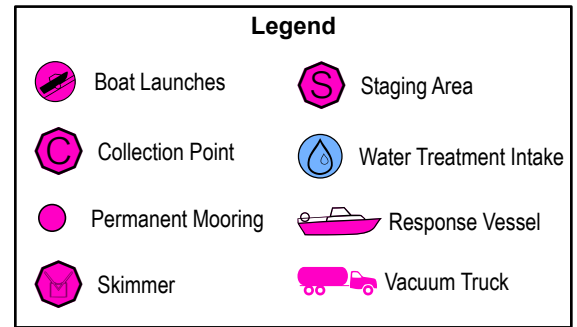 Legend
Boat Launches
S
Staging Area
C
Collection Point
Water Treatment Intake
Permanent Mooring
Response Vessel
Skimmer
Vacuum Truck